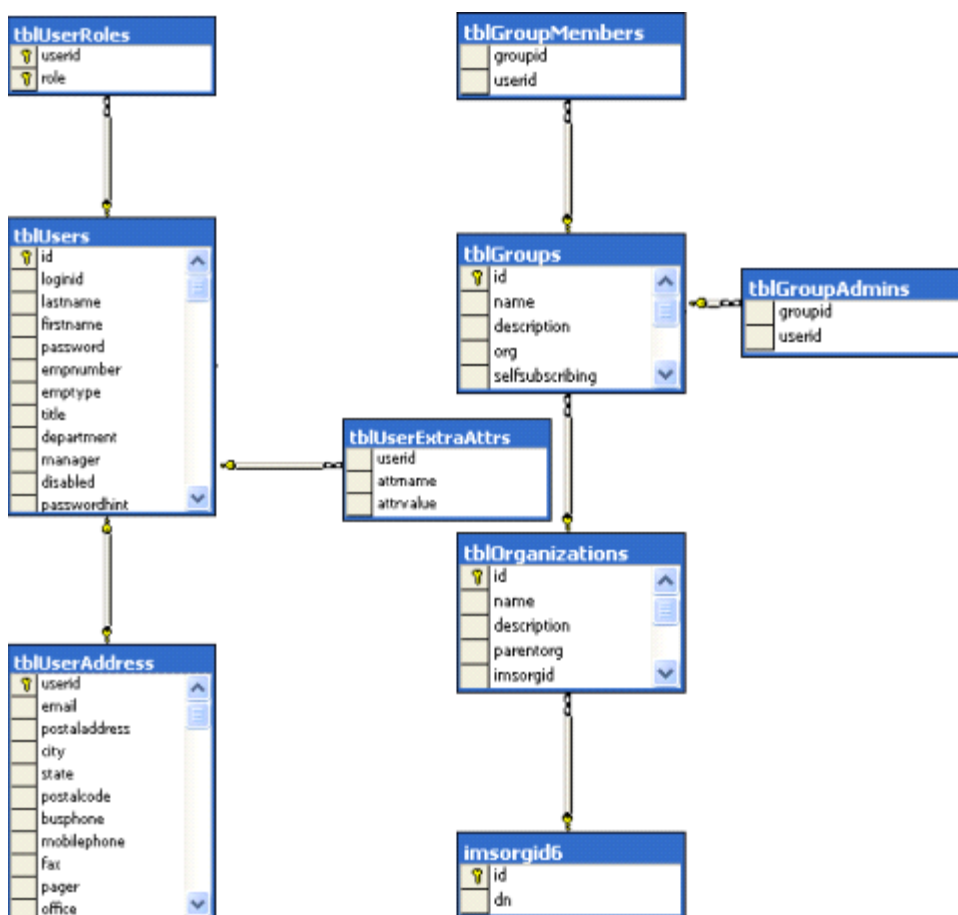 tblUserRoles
userid
role
tblUsers
id
loginid
lastname
firstname
password
empnumber
emptype
title
department
manager
disabled
passwordhint
tblUserAddress
userid
email
postaladdress
city
state
postalcode
busphone
mobilephone
fax
pager
office
tblUserExtraAttrs
userid
attrname
attrvalue
tblGroupMembers
groupid
userid
tblGroups
id
name
description
org
selfsubscribing
tblGroupAdmins
groupid
userid
tblOrganizations
id
name
description
parentorg
imsorgid
imsorgid6
id
dn